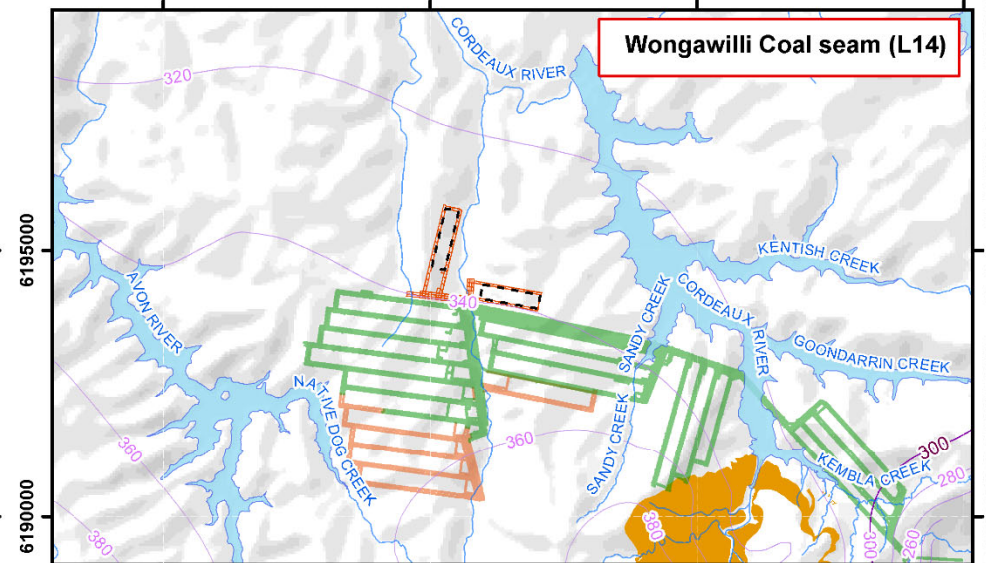 Wongawilli Coal seam (L14)
CORDEAUX RIVER
320
6195000
KENTISH CREEK
AVON RIVER
340
SANDY CREEK
CORDEAUX RIVER
GOONDARRIN CREEK
NATIVE DOG CREEK
360
360
SANDY CREEK
300
KEMBLA CREEK
280
6190000
380
380
300
260